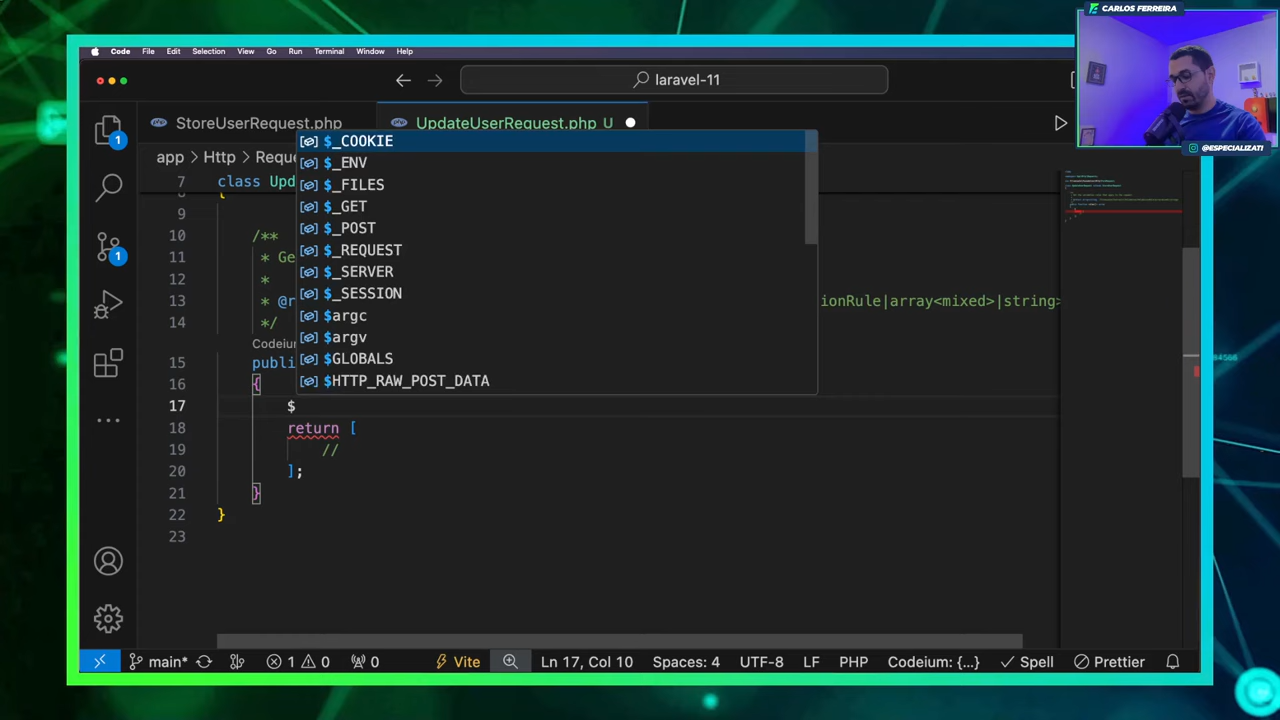 CARLOS FERREIRA
@ESPECIALIZATI
Code File Edit Selection View Go Run Terminal Window Help
laravel-11
StoreUserRequest.php
UpdateUserRequest.php U
app > Http > Reque
7 class Upd
8 {
9
10 /**
11 * Ge
12 *
13 * @r ionRule|array<mixed>|string>
14 */
Codeium
15 publi
16 {
17 $
18 return [
19 //
20 ];
21 }
22 }
23
$_COOKIE
$_ENV
$_FILES
$_GET
$_POST
$_REQUEST
$_SERVER
$_SESSION
$argc
$argv
$GLOBALS
$HTTP_RAW_POST_DATA
1
1
main* 1 0 0 Vite Ln 17, Col 10 Spaces: 4 UTF-8 LF PHP Codeium: {...} Spell Prettier